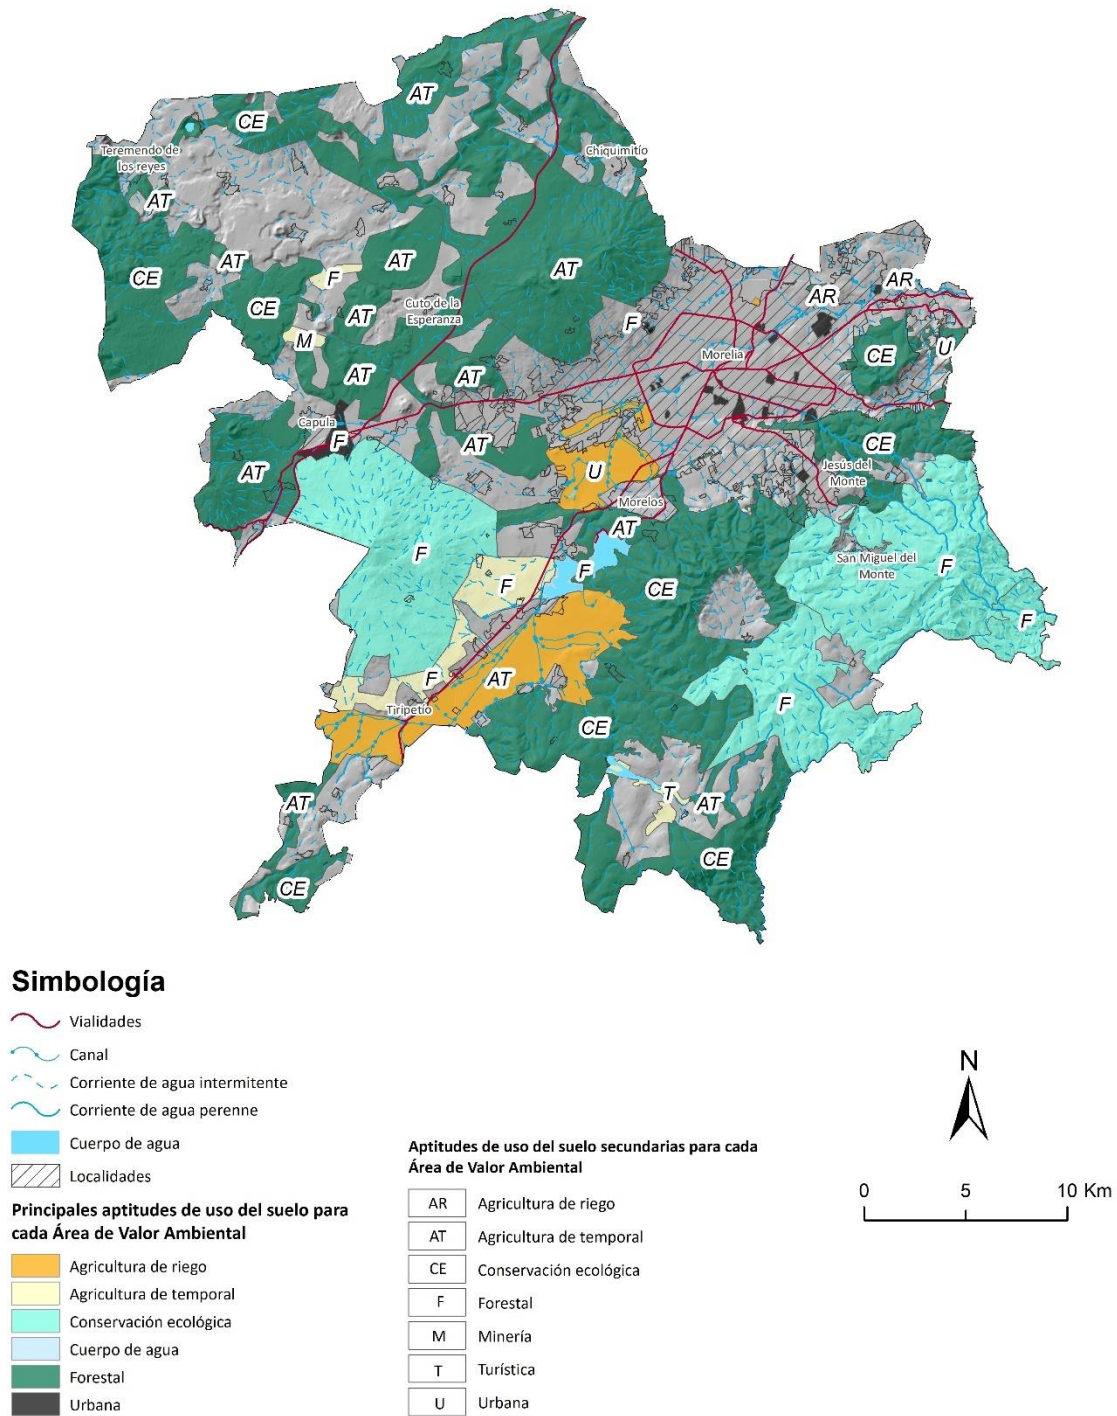 AT
CE
Teremendo de
los reyes
Chiquimitío
AT
AT
CE
AT
AT
F
AR
AR
CE
Cuto de la
Esperanza
AT
F
M
Morelia
CE
U
AT
AT
Capula
F
AT
CE
AT
U
Jesús del
Monte
Morelos
AT
F
F
F
CE
San Miguel del
Monte
F
F
F
AT
Tiripetio
F
CE
AT
T
AT
CE
CE
Simbología
Vialidades
Canal
Corriente de agua intermitente
Corriente de agua perenne
Cuerpo de agua
Localidades
Principales aptitudes de uso del suelo para
cada Área de Valor Ambiental
Agricultura de riego
Agricultura de temporal
Conservación ecológica
Cuerpo de agua
Forestal
Urbana
Aptitudes de uso del suelo secundarias para cada
Área de Valor Ambiental
AR Agricultura de riego
AT Agricultura de temporal
CE Conservación ecológica
F Forestal
M Minería
T Turística
U Urbana
N
0 5 10 Km